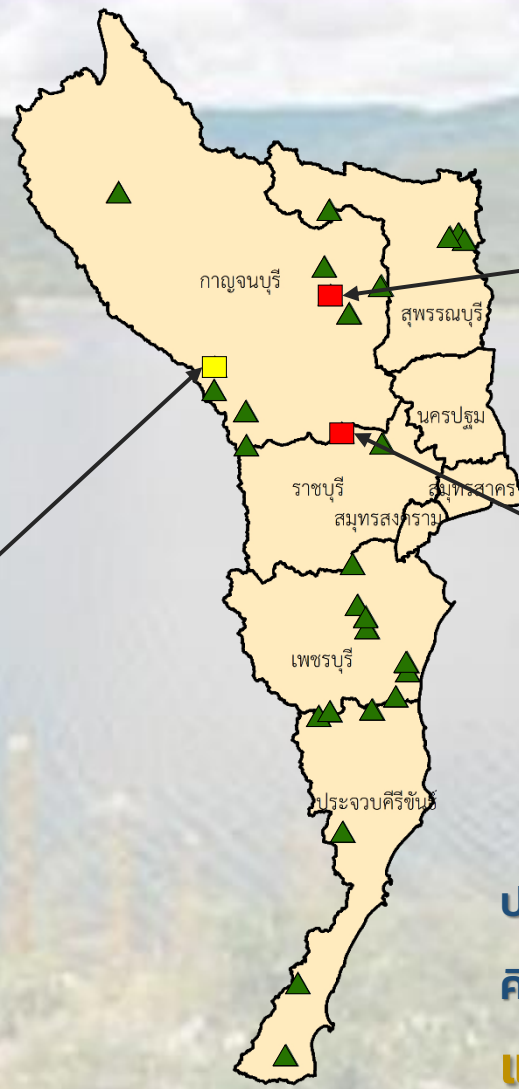 กาญจนบุรี
สุพรรณบุรี
นครปฐม
ราชบุรี
สมุทรสาคร
สมุทรสงคราม
เพชรบุรี
ประจวบคีรีขันธ์